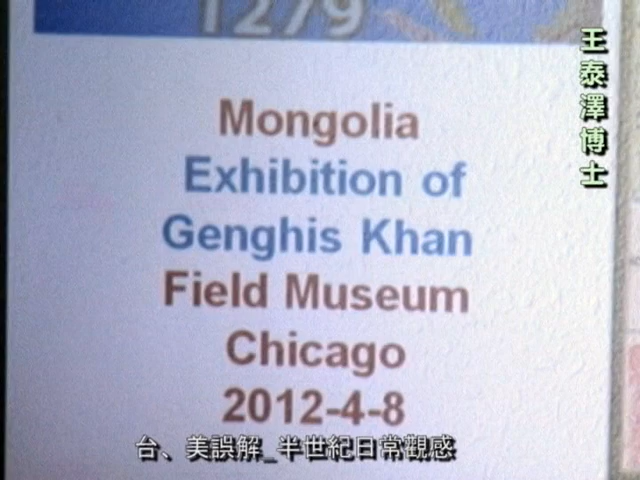 1279
Mongolia
Exhibition of
Genghis Khan
Field Museum
Chicago
2012-4-8
王泰澤博士
台、美誤解_半世紀日常觀感